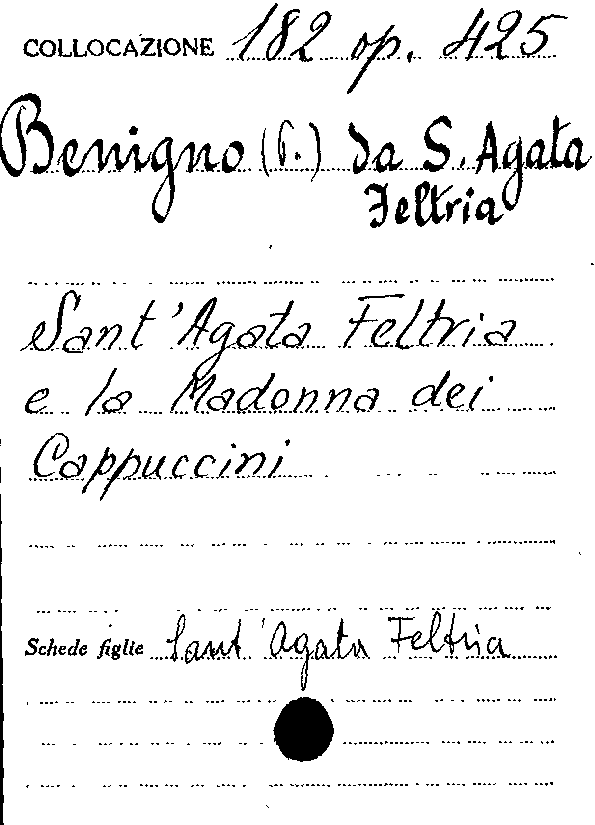 COLLOCAZIONE 182 op. 425
Benigno (P.) da S. Agata
Feltria
Sant'Agata Feltria
e la Madonna dei
Cappuccini
Schede figlie Sant'Agata Feltria